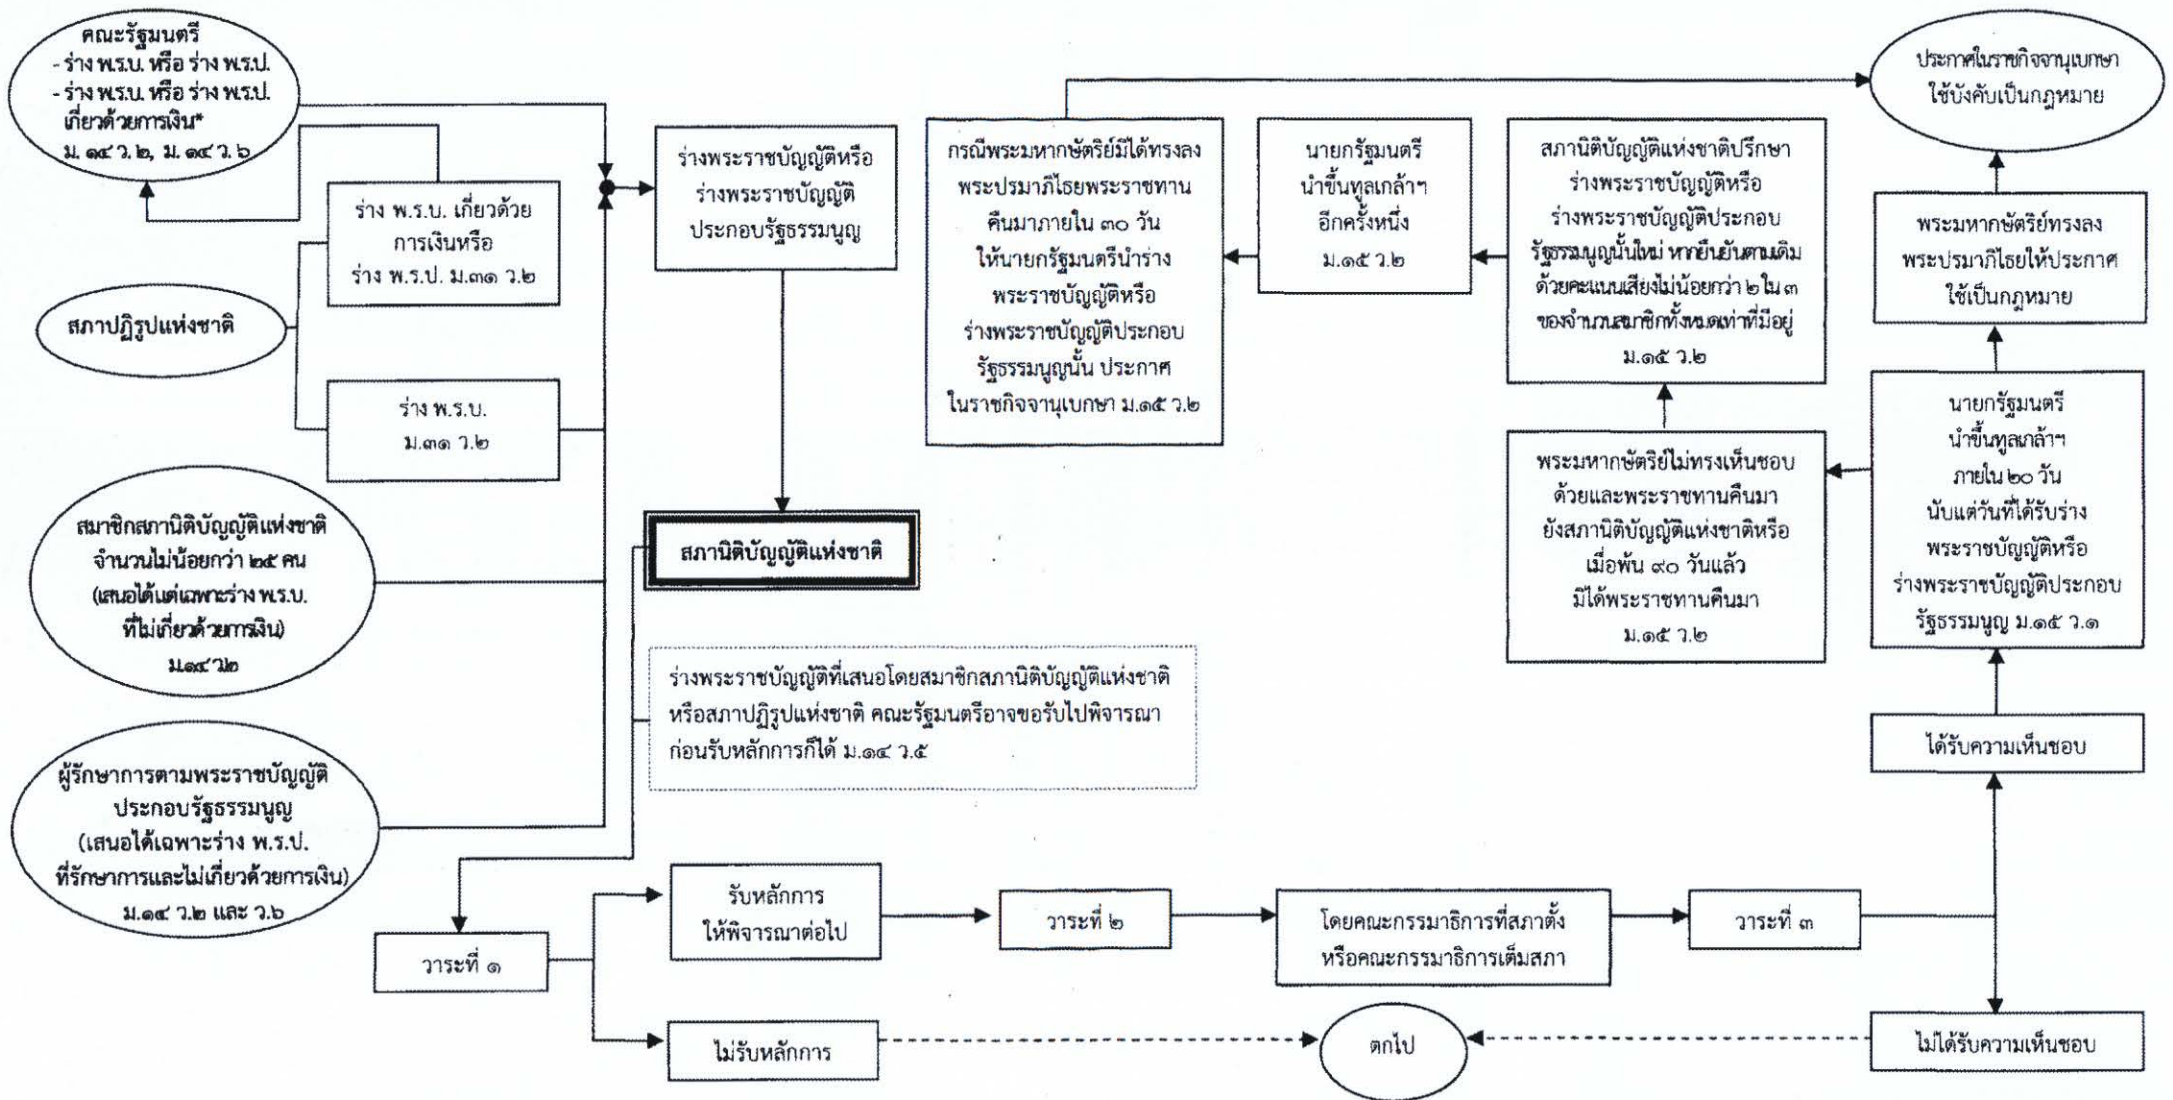 คณะรัฐมนตรี
- ร่าง พ.ร.บ. หรือ ร่าง พ.ร.ป.
- ร่าง พ.ร.บ. หรือ ร่าง พ.ร.ป.
เกี่ยวด้วยการเงิน*
ม. ๑๔ ว. ๒, ม. ๑๔ ว. ๖
ร่าง พ.ร.บ. เกี่ยวด้วย
การเงินหรือ
ร่าง พ.ร.ป. ม.๓๑ ว.๒
สภาปฏิรูปแห่งชาติ
ร่าง พ.ร.บ.
ม.๓๑ ว.๒
สมาชิกสภานิติบัญญัติแห่งชาติ
จำนวนไม่น้อยกว่า ๒๕ คน
(เสนอได้แต่เฉพาะร่าง พ.ร.บ.
ที่ไม่เกี่ยวด้วยการเงิน)
ม.๑๔ ว.๒
ผู้รักษาการตามพระราชบัญญัติ
ประกอบรัฐธรรมนูญ
(เสนอได้เฉพาะร่าง พ.ร.ป.
ที่รักษาการและไม่เกี่ยวด้วยการเงิน)
ม.๑๔ ว.๒ และ ว.๖
ร่างพระราชบัญญัติหรือ
ร่างพระราชบัญญัติ
ประกอบรัฐธรรมนูญ
สภานิติบัญญัติแห่งชาติ
ร่างพระราชบัญญัติที่เสนอโดยสมาชิกสภานิติบัญญัติแห่งชาติ
หรือสภาปฏิรูปแห่งชาติ คณะรัฐมนตรีอาจขอรับไปพิจารณา
ก่อนรับหลักการก็ได้ ม.๑๔ ว.๕
วาระที่ ๑
รับหลักการ
ให้พิจารณาต่อไป
ไม่รับหลักการ
วาระที่ ๒
โดยคณะกรรมาธิการที่สภาตั้ง
หรือคณะกรรมาธิการเต็มสภา
วาระที่ ๓
ตกไป
ไม่ได้รับความเห็นชอบ
ได้รับความเห็นชอบ
นายกรัฐมนตรี
นำขึ้นทูลเกล้าฯ
ภายใน ๒๐ วัน
นับแต่วันที่ได้รับร่าง
พระราชบัญญัติหรือ
ร่างพระราชบัญญัติประกอบ
รัฐธรรมนูญ ม.๑๕ ว.๑
พระมหากษัตริย์ทรงลง
พระปรมาภิไธยให้ประกาศ
ใช้เป็นกฎหมาย
ประกาศในราชกิจจานุเบกษา
ใช้บังคับเป็นกฎหมาย
พระมหากษัตริย์ไม่ทรงเห็นชอบ
ด้วยและพระราชทานคืนมา
ยังสภานิติบัญญัติแห่งชาติหรือ
เมื่อพ้น ๙๐ วันแล้ว
มิได้พระราชทานคืนมา
ม.๑๕ ว.๒
สภานิติบัญญัติแห่งชาติปรึกษา
ร่างพระราชบัญญัติหรือ
ร่างพระราชบัญญัติประกอบ
รัฐธรรมนูญนั้นใหม่ หากยืนยันตามเดิม
ด้วยคะแนนเสียงไม่น้อยกว่า ๒ ใน ๓
ของจำนวนสมาชิกทั้งหมดเท่าที่มีอยู่
ม.๑๕ ว.๒
นายกรัฐมนตรี
นำขึ้นทูลเกล้าฯ
อีกครั้งหนึ่ง
ม.๑๕ ว.๒
กรณีพระมหากษัตริย์มิได้ทรงลง
พระปรมาภิไธยพระราชทาน
คืนมาภายใน ๓๐ วัน
ให้นายกรัฐมนตรีนำร่าง
พระราชบัญญัติหรือ
ร่างพระราชบัญญัติประกอบ
รัฐธรรมนูญนั้น ประกาศ
ในราชกิจจานุเบกษา ม.๑๕ ว.๒